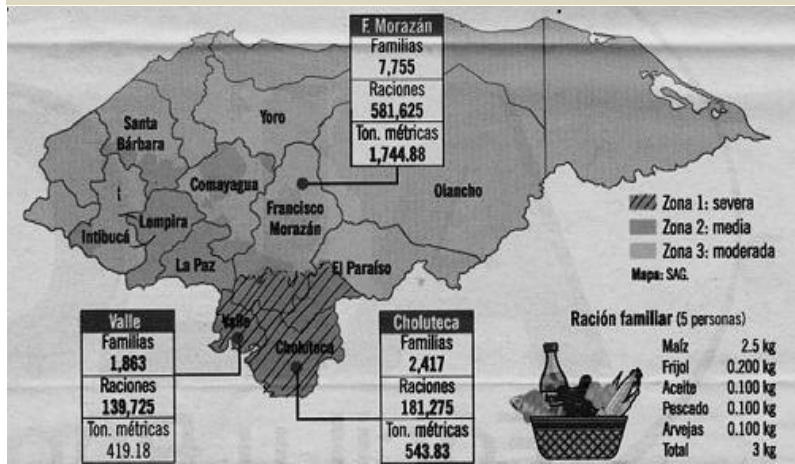 F. Morazán
Familias
7,755
Raciones
581,625
Ton. métricas
1,744.88
Santa
Bárbara
Yoro
Comayagua
Olancho
Francisco
Morazán
Lempira
Intibucá
La Paz
El Paraíso
Valle
Choluteca
Zona 1: severa
Zona 2: media
Zona 3: moderada
Mapa: SAG.
Valle
Familias
1,863
Raciones
139,725
Ton. métricas
419.18
Choluteca
Familias
2,417
Raciones
181,275
Ton. métricas
543.83
Ración familiar (5 personas)
Maíz 2.5 kg
Frijol 0.200 kg
Aceite 0.100 kg
Pescado 0.100 kg
Arvejas 0.100 kg
Total 3 kg